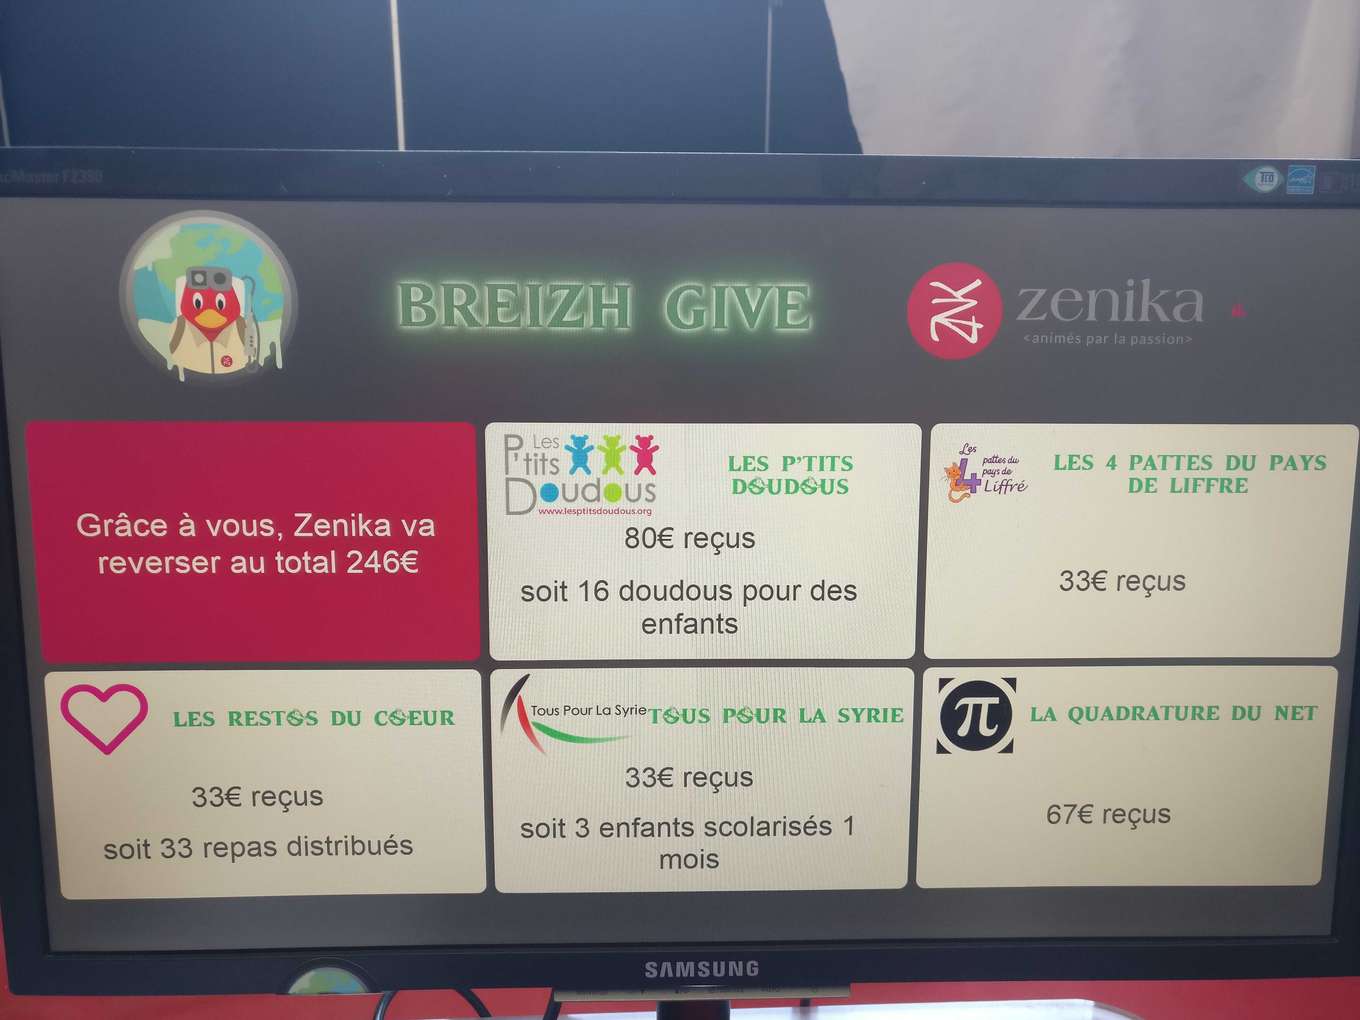 BREIZH GIVE
zenika
<animés par la passion>
Grâce à vous, Zenika va
reverser au total 246€
Les
P'tits
Doudous
www.lesptitsdoudous.org
LES P'TITS
DOUDOUS
80€ reçus
soit 16 doudous pour des
enfants
Les
4 pattes du
pays de
Liffré
LES 4 PATTES DU PAYS
DE LIFFRE
33€ reçus
LES RESTOS DU COEUR
33€ reçus
soit 33 repas distribués
Tous Pour La Syrie
TOUS POUR LA SYRIE
33€ reçus
soit 3 enfants scolarisés 1
mois
π
LA QUADRATURE DU NET
67€ reçus
SAMSUNG